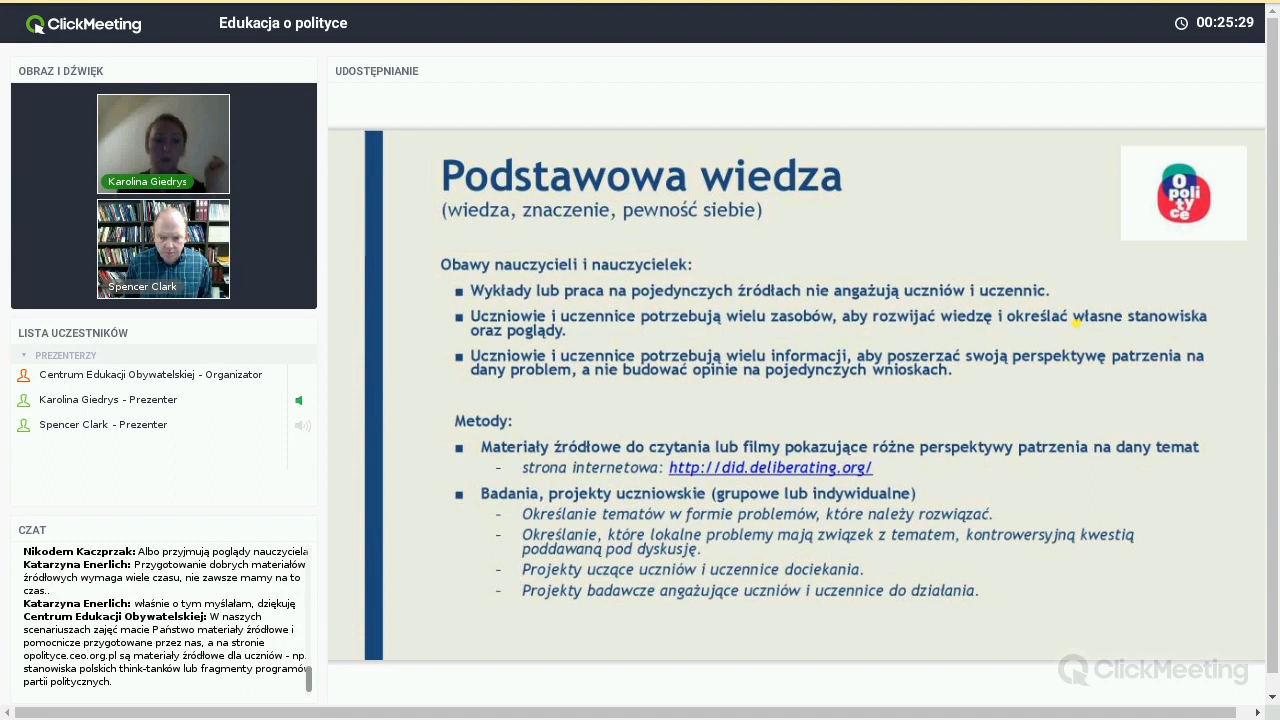 ClickMeeting
Edukacja o polityce
00:25:29
OBRAZ I DŹWIĘK
Karolina Giedrys
Spencer Clark
LISTA UCZESTNIKÓW
PREZENTERZY
Centrum Edukacji Obywatelskiej - Organizator
Karolina Giedrys - Prezenter
Spencer Clark - Prezenter
CZAT
Nikodem Kaczprzak: Albo przyjmują poglądy nauczyciela
Katarzyna Enerlich: Przygotowanie dobrych materiałów
źródłowych wymaga wiele czasu, nie zawsze mamy na to
czas..
Katarzyna Enerlich: właśnie o tym myślałam, dziękuję
Centrum Edukacji Obywatelskiej: W naszych
scenariuszach zajęć macie Państwo materiały źródłowe i
pomocnicze przygotowane przez nas, a na stronie
opolityce.ceo.org.pl są materiały źródłowe dla uczniów - np.
stanowiska polskich think-tanków lub fragmenty programów
partii politycznych.
UDOSTĘPNIANIE
Podstawowa wiedza
(wiedza, znaczenie, pewność siebie)
O
poli
ty
ce
Obawy nauczycieli i nauczycielek:
■ Wykłady lub praca na pojedynczych źródłach nie angażują uczniów i uczennic.
■ Uczniowie i uczennice potrzebują wielu zasobów, aby rozwijać wiedzę i określać własne stanowiska
oraz poglądy.
■ Uczniowie i uczennice potrzebują wielu informacji, aby poszerzać swoją perspektywę patrzenia na
dany problem, a nie budować opinie na pojedynczych wnioskach.
Metody:
■ Materiały źródłowe do czytania lub filmy pokazujące różne perspektywy patrzenia na dany temat
- strona internetowa: http://did.deliberating.org/
■ Badania, projekty uczniowskie (grupowe lub indywidualne)
- Określanie tematów w formie problemów, które należy rozwiązać.
- Określanie, które lokalne problemy mają związek z tematem, kontrowersyjną kwestią
poddawaną pod dyskusję.
- Projekty uczące uczniów i uczennice dociekania.
- Projekty badawcze angażujące uczniów i uczennice do działania.
ClickMeeting